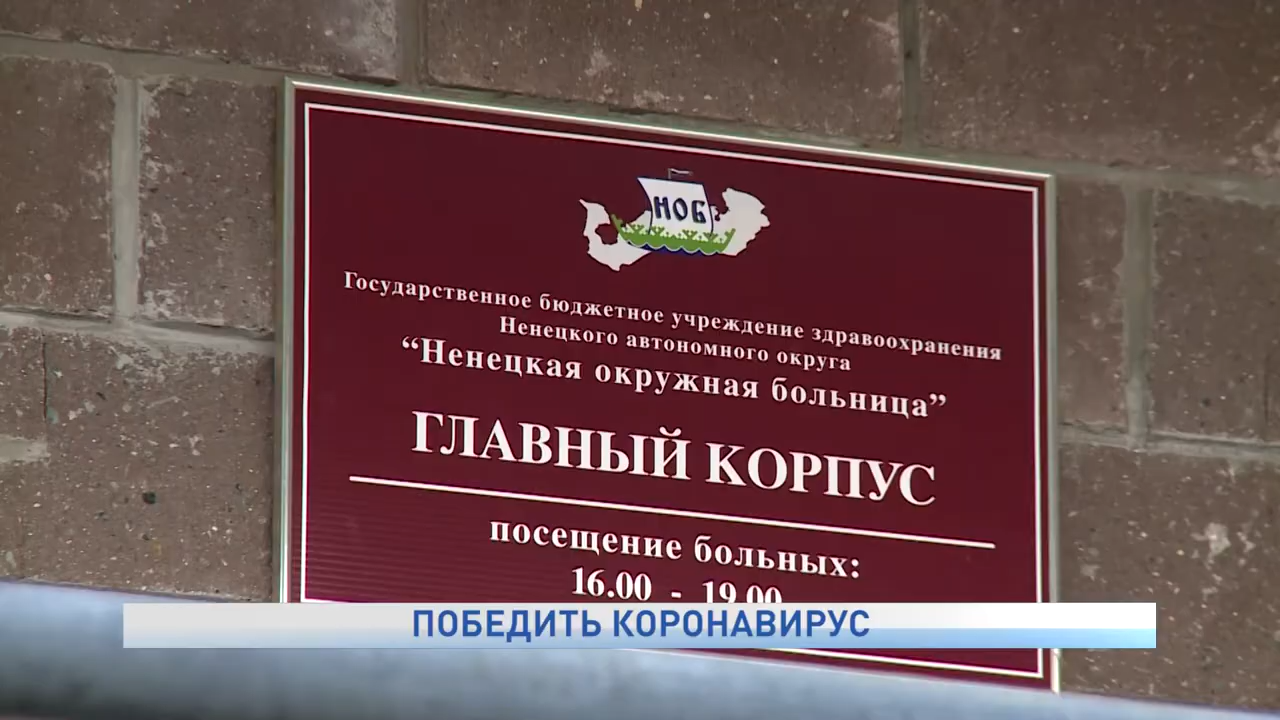 НОБ
Государственное бюджетное учреждение здравоохранения
Ненецкого автономного округа
“Ненецкая окружная больница”
ГЛАВНЫЙ КОРПУС
посещение больных:
16.00 - 19.00
ПОБЕДИТЬ КОРОНАВИРУС